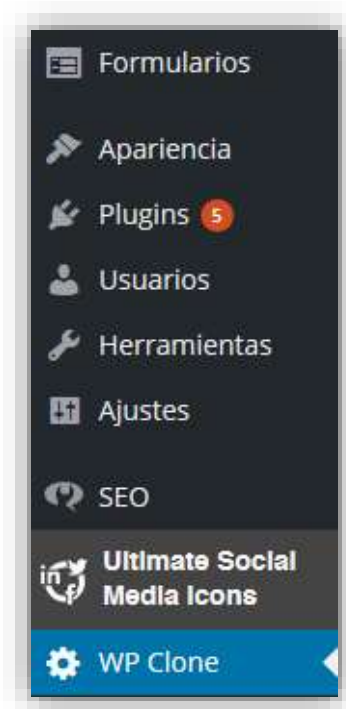 Formularios
Apariencia
Plugins 5
Usuarios
Herramientas
Ajustes
SEO
Ultimate Social
Media Icons
WP Clone